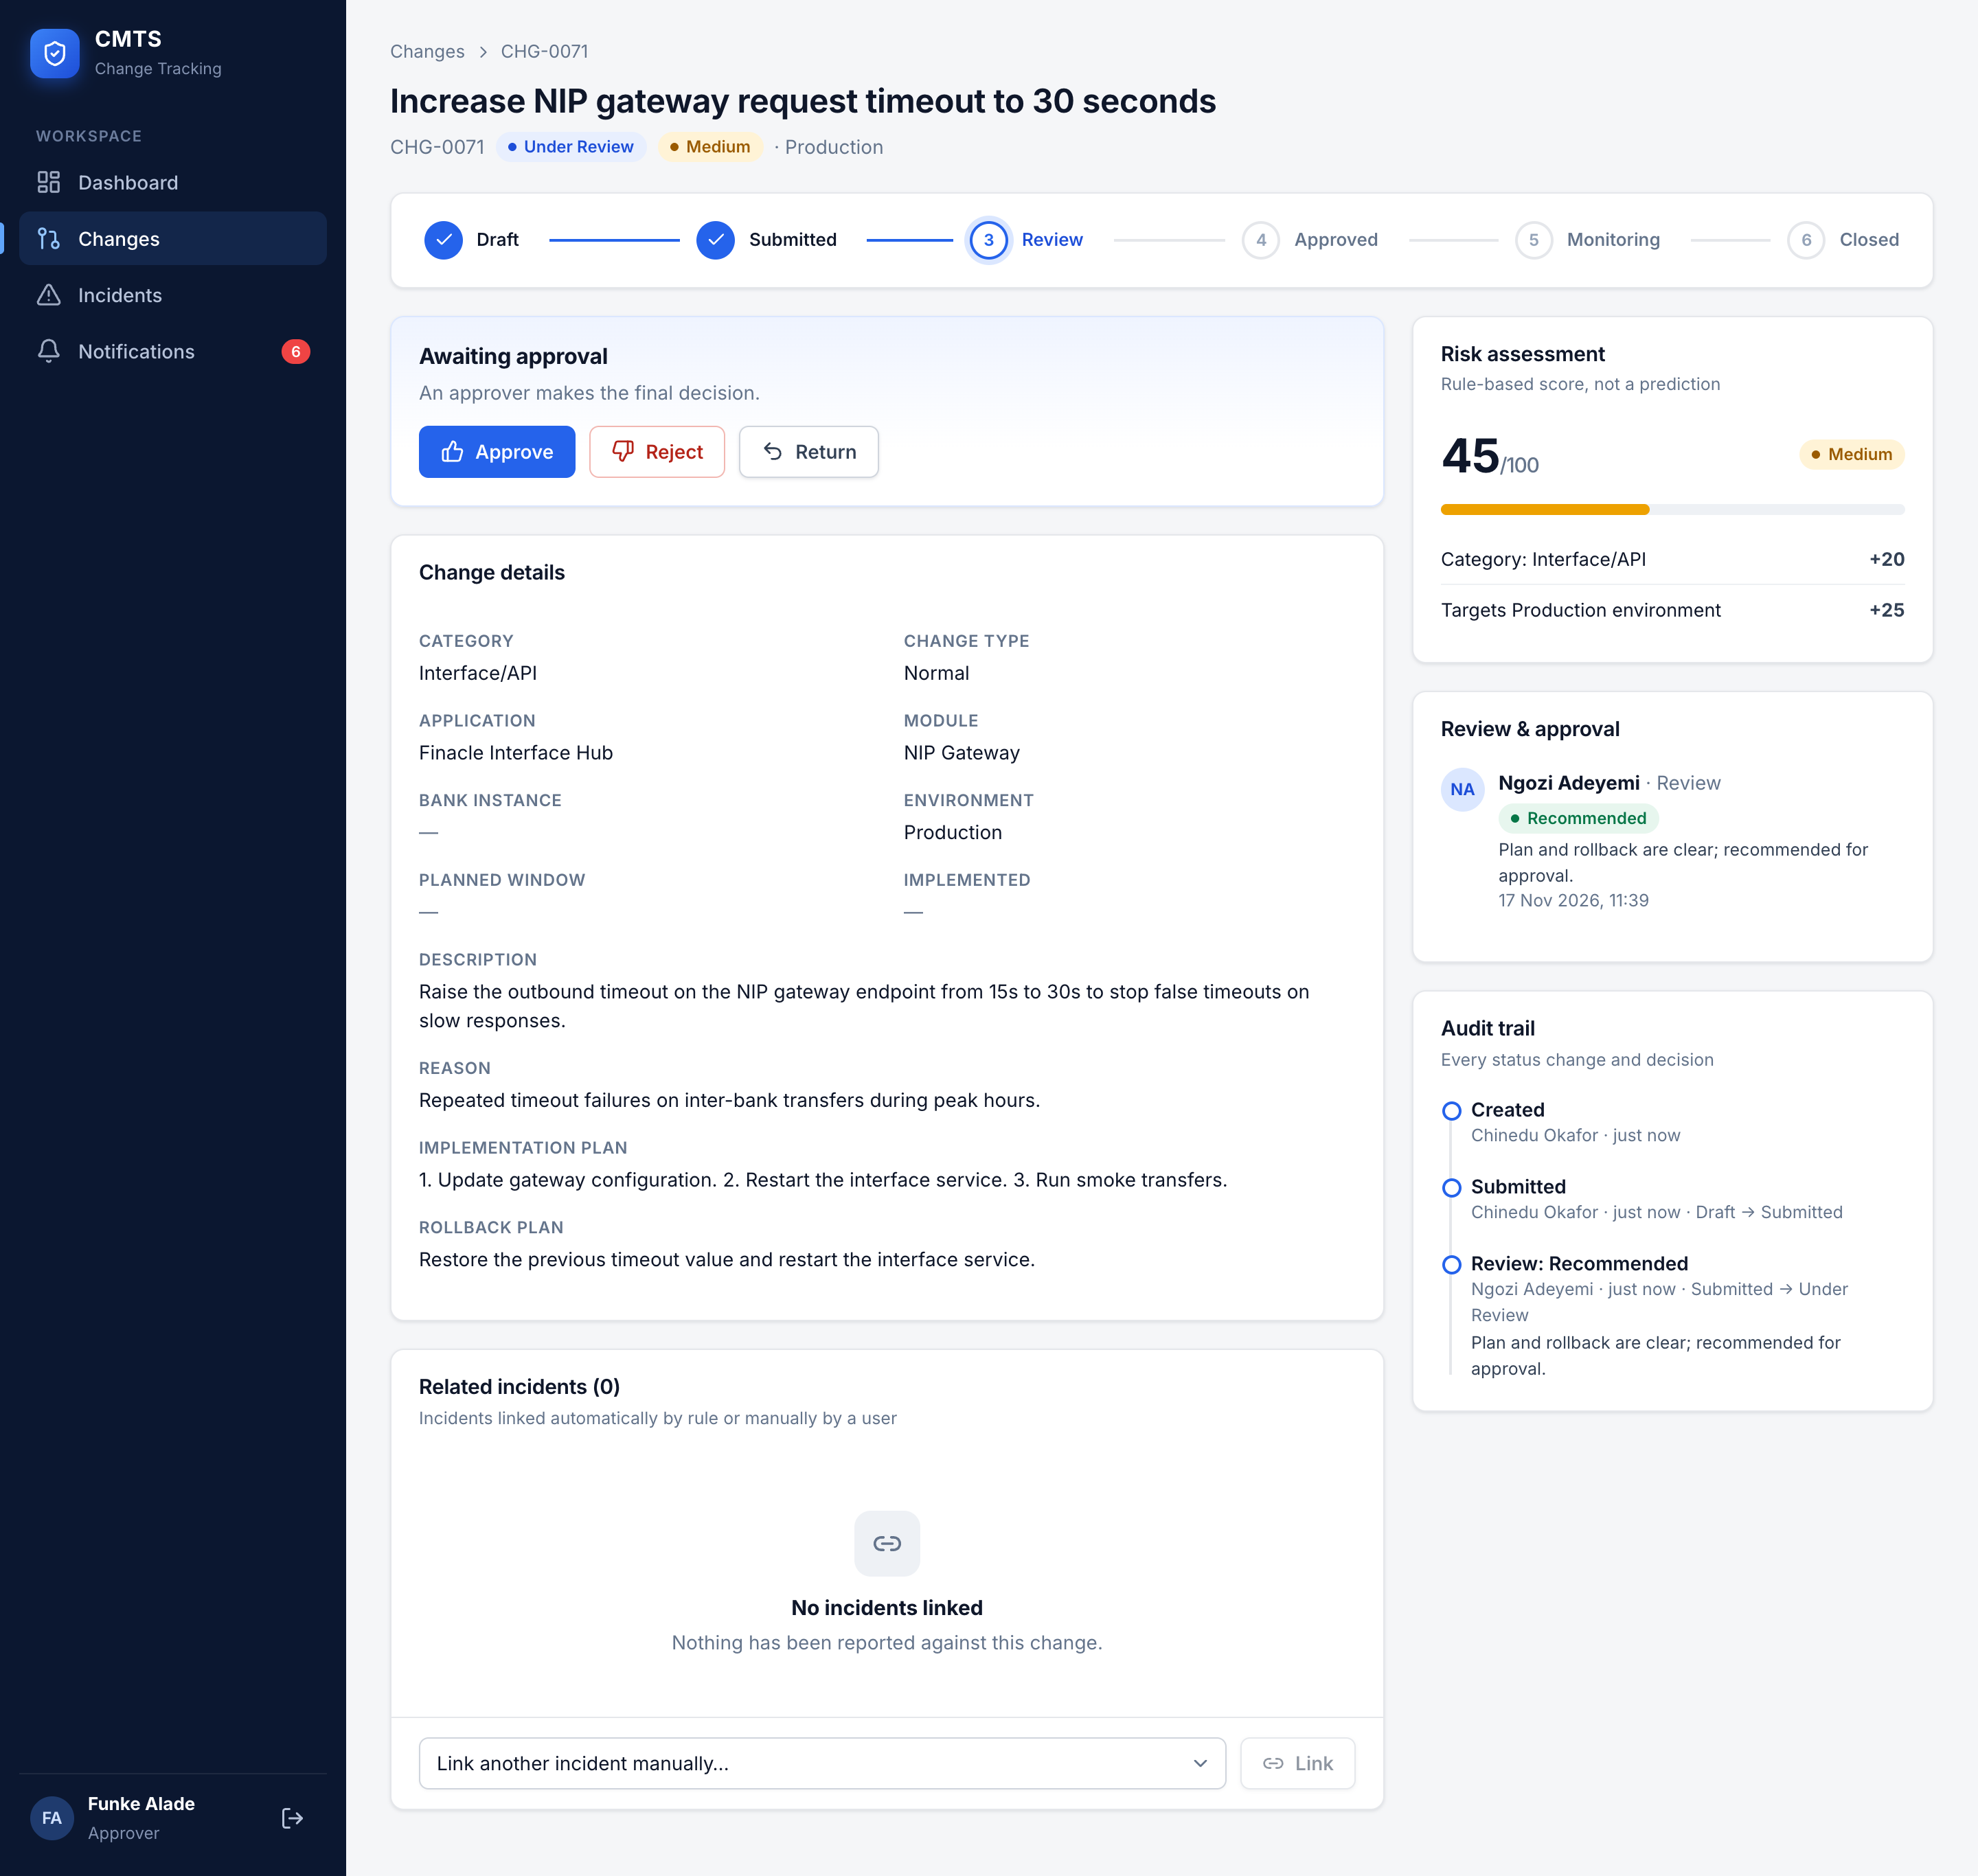 CMTS
Change Tracking
WORKSPACE
Dashboard
Changes
Incidents
Notifications
6
Funke Alade
FA
Approver
Changes > CHG-0071
Increase NIP gateway request timeout to 30 seconds
CHG-0071 Under Review Medium · Production
Draft Submitted 3 Review 4 Approved 5 Monitoring 6 Closed
Awaiting approval
An approver makes the final decision.
Approve Reject Return
Change details
CATEGORY
Interface/API
CHANGE TYPE
Normal
APPLICATION
Finacle Interface Hub
MODULE
NIP Gateway
BANK INSTANCE
—
ENVIRONMENT
Production
PLANNED WINDOW
—
IMPLEMENTED
—
DESCRIPTION
Raise the outbound timeout on the NIP gateway endpoint from 15s to 30s to stop false timeouts on
slow responses.
REASON
Repeated timeout failures on inter-bank transfers during peak hours.
IMPLEMENTATION PLAN
1. Update gateway configuration. 2. Restart the interface service. 3. Run smoke transfers.
ROLLBACK PLAN
Restore the previous timeout value and restart the interface service.
Related incidents (0)
Incidents linked automatically by rule or manually by a user
No incidents linked
Nothing has been reported against this change.
Link another incident manually...
Link
Risk assessment
Rule-based score, not a prediction
45/100
Medium
Category: Interface/API +20
Targets Production environment +25
Review & approval
NA
Ngozi Adeyemi · Review
Recommended
Plan and rollback are clear; recommended for
approval.
17 Nov 2026, 11:39
Audit trail
Every status change and decision
Created
Chinedu Okafor · just now
Submitted
Chinedu Okafor · just now · Draft → Submitted
Review: Recommended
Ngozi Adeyemi · just now · Submitted → Under
Review
Plan and rollback are clear; recommended for
approval.